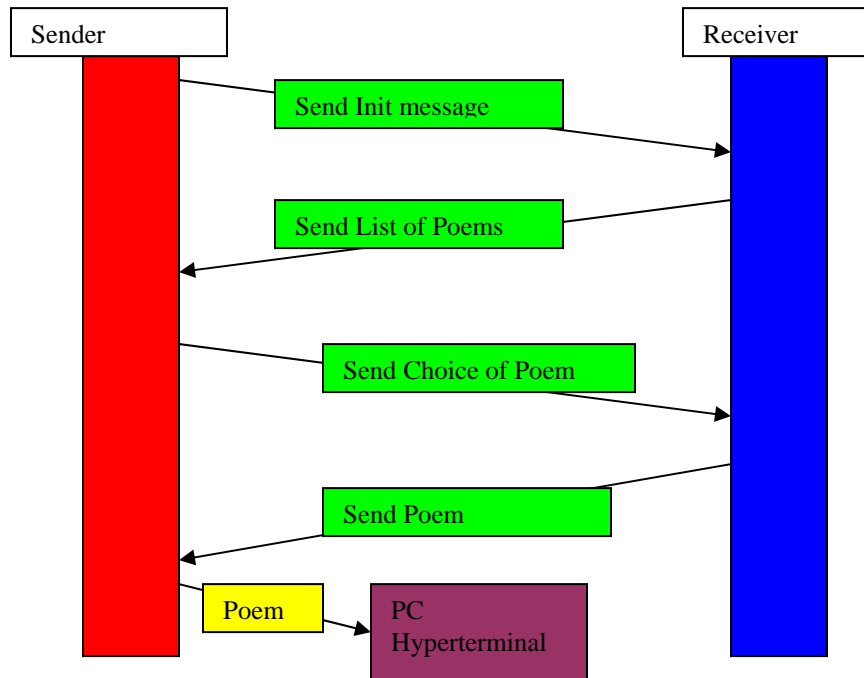 Sender
Receiver
Send Init message
Send List of Poems
Send Choice of Poem
Send Poem
Poem
PC
Hyperterminal